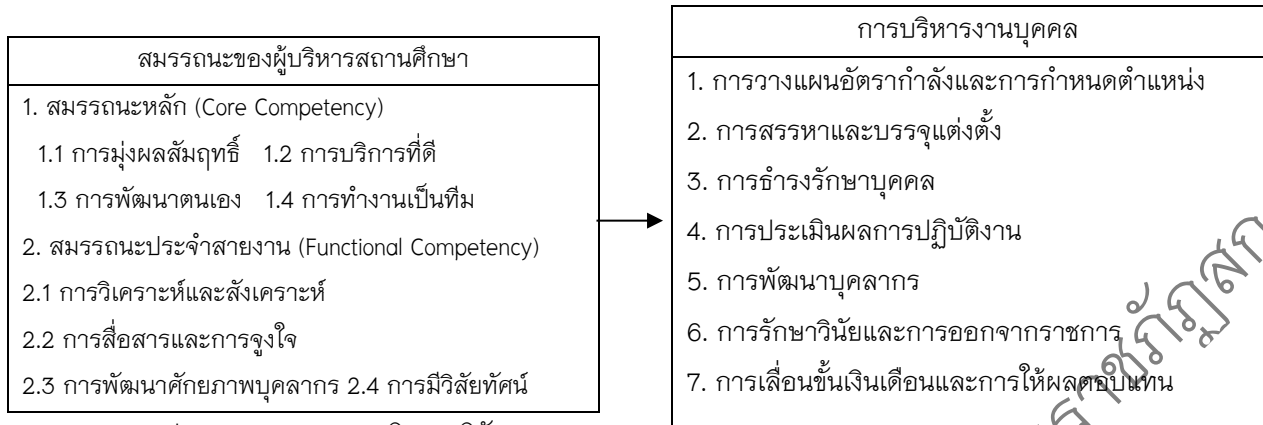 สมรรถนะของผู้บริหารสถานศึกษา
1. สมรรถนะหลัก (Core Competency)
1.1 การมุ่งผลสัมฤทธิ์ 1.2 การบริการที่ดี
1.3 การพัฒนาตนเอง 1.4 การทำงานเป็นทีม
2. สมรรถนะประจำสายงาน (Functional Competency)
2.1 การวิเคราะห์และสังเคราะห์
2.2 การสื่อสารและการจูงใจ
2.3 การพัฒนาศักยภาพบุคลากร 2.4 การมีวิสัยทัศน์
การบริหารงานบุคคล
1. การวางแผนอัตรากำลังและการกำหนดตำแหน่ง
2. การสรรหาและบรรจุแต่งตั้ง
3. การธำรงรักษาบุคคล
4. การประเมินผลการปฏิบัติงาน
5. การพัฒนาบุคลากร
6. การรักษาวินัยและการออกจากราชการ
7. การเลื่อนขั้นเงินเดือนและการให้ผลตอบแทน